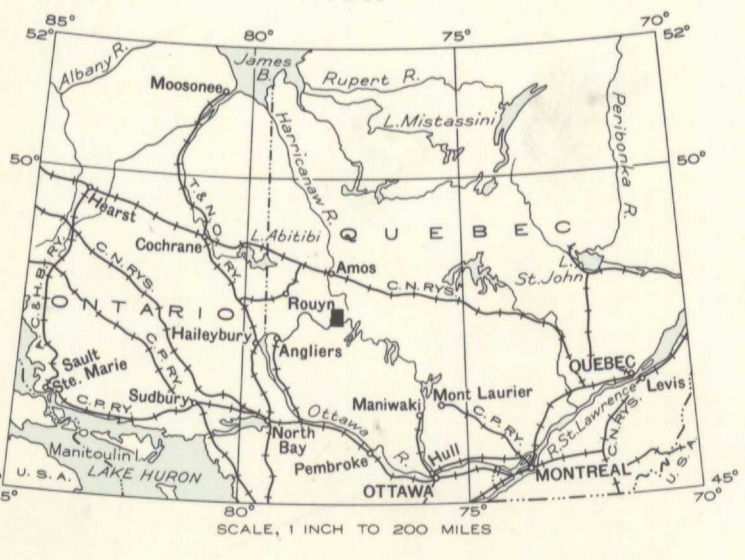 85°
80°
75°
70°
52°
52°
James
B.
Albany R.
Moosonee
Rupert R.
L. Mistassini
Peribonka R.
Harricanaw R.
50°
50°
T. & N. O. RY.
Hearst
Cochrane
L. Abitibi
QUEBEC
C. N. RYS.
Amos
C. N. RYS.
L.
St. John
A. C. & H. B. RY.
ONTARIO
Rouyn
Haileybury
Angliers
C. P. RY.
Sault
Ste. Marie
QUEBEC
Levis
C. P. RY.
Sudbury
Maniwaki
Mont Laurier
C. P. RY.
R. St. Lawrence
C. N. RYS.
Ottawa R.
North
Bay
Manitoulin I.
Pembroke
Hull
MONTREAL
U. S. A.
U. S. A.
LAKE HURON
OTTAWA
5°
80°
75°
70°
45°
SCALE, 1 INCH TO 200 MILES